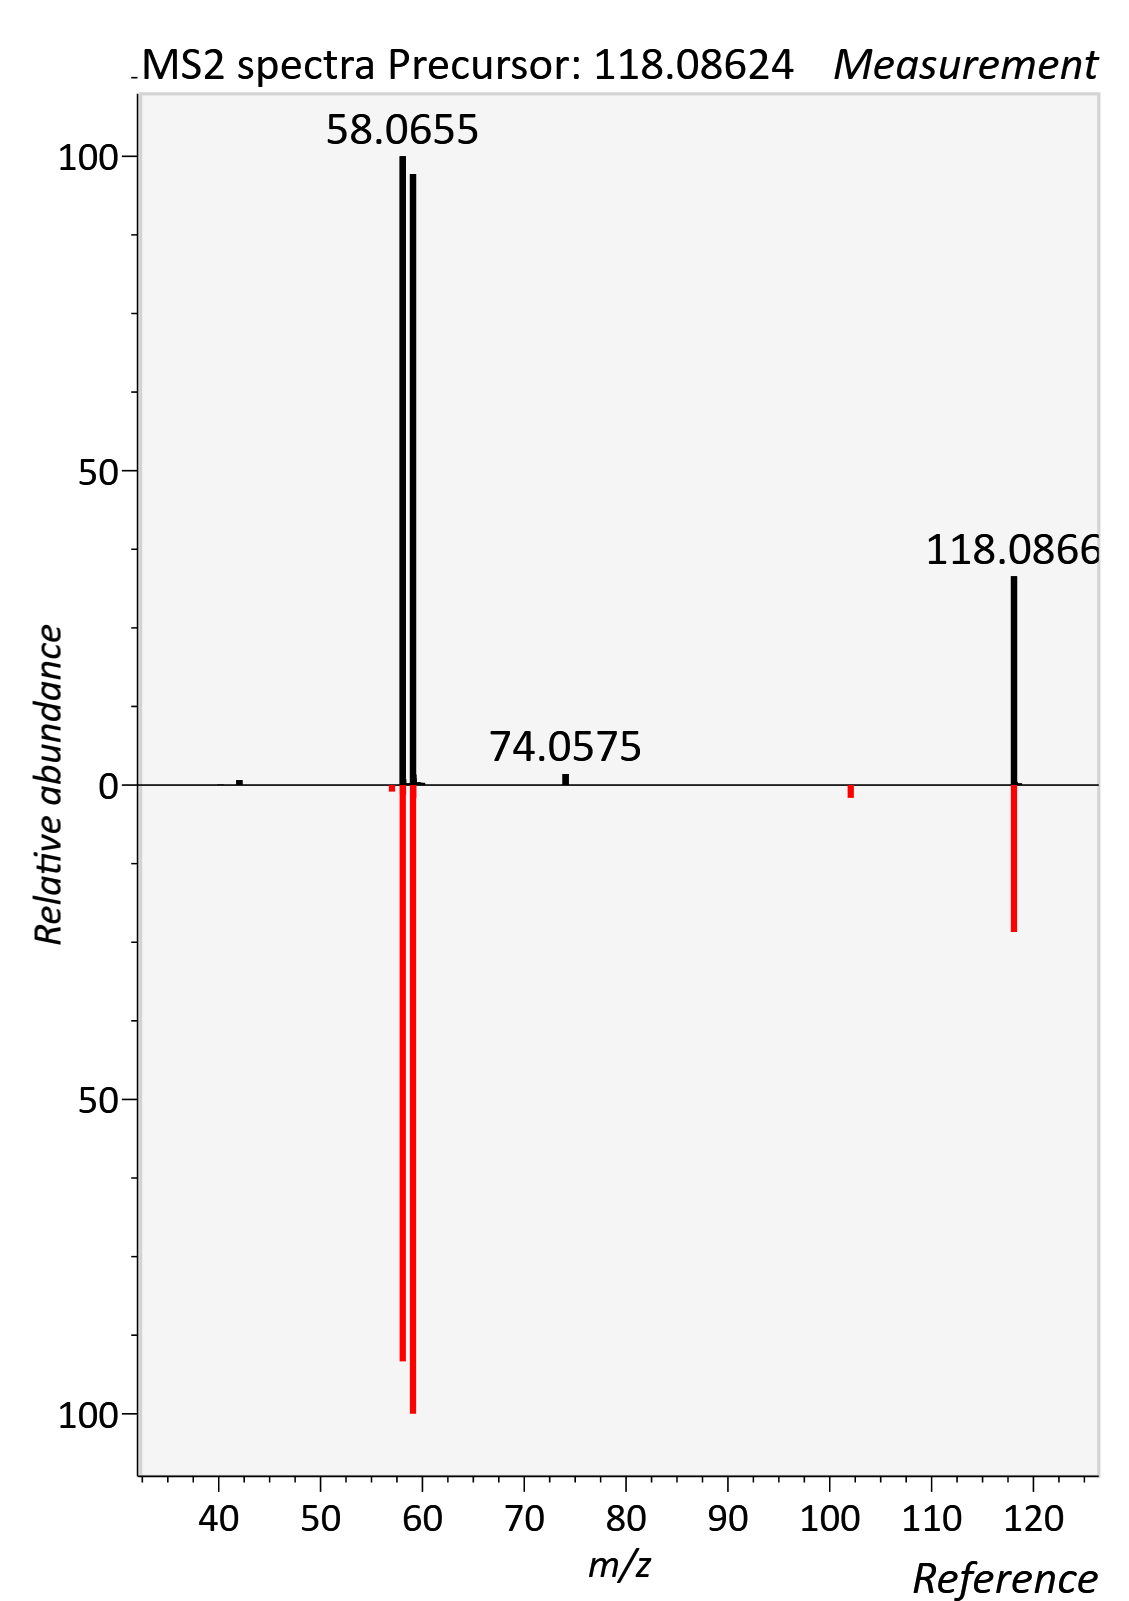 MS2 spectra Precursor: 118.08624 Measurement
58.0655
100
50
118.0866
74.0575
0
Relative abundance
50
100
40 50 60 70 80 90 100 110 120
m/z
Reference